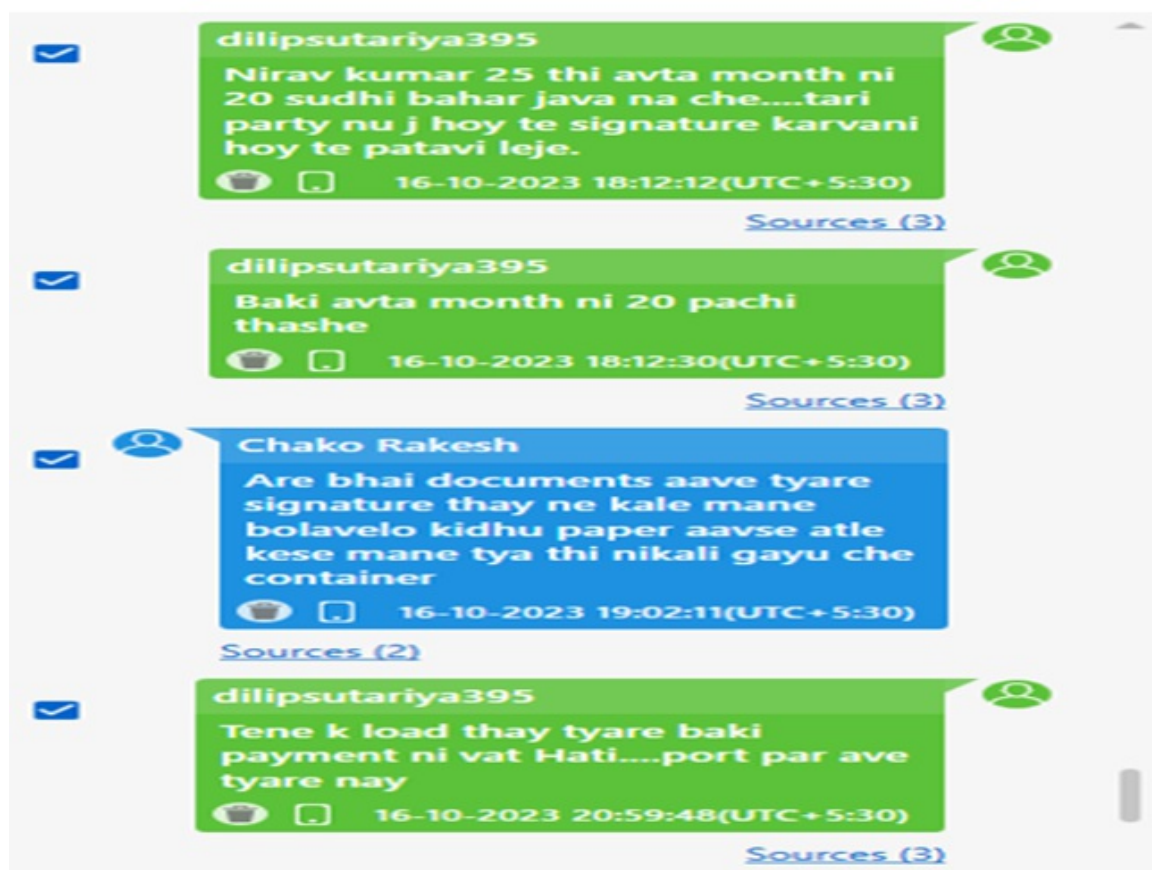 dilipsutariya395
Nirav kumar 25 thi avta month ni
20 sudhi bahar java na che....tari
party nu j hoy te signature karvani
hoy te patavi leje.
16-10-2023 18:12:12(UTC+5:30)
Sources (3)
dilipsutariya395
Baki avta month ni 20 pachi
thashe
16-10-2023 18:12:30(UTC+5:30)
Sources (3)
Chako Rakesh
Are bhai documents aave tyare
signature thay ne kale mane
bolavelo kidhu paper aavse atle
kese mane tya thi nikali gayu che
container
16-10-2023 19:02:11(UTC+5:30)
Sources (2)
dilipsutariya395
Tene k load thay tyare baki
payment ni vat Hati....port par ave
tyare nay
16-10-2023 20:59:48(UTC+5:30)
Sources (3)